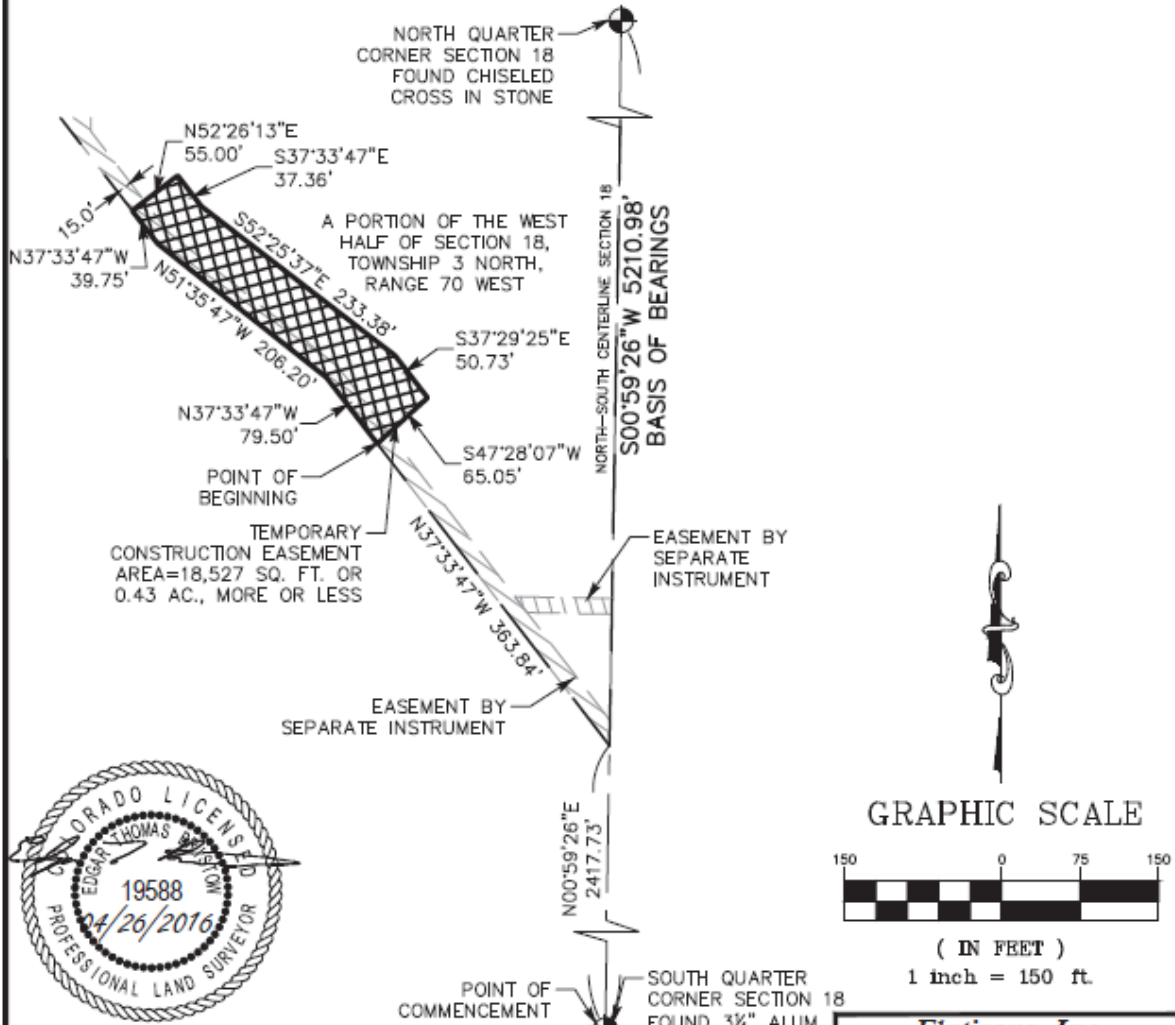 NORTH QUARTER
CORNER SECTION 18
FOUND CHISELED
CROSS IN STONE
N52°26'13"E
55.00'
S37°33'47"E
37.36'
15.0'
N37°33'47"W
39.75'
A PORTION OF THE WEST
HALF OF SECTION 18,
TOWNSHIP 3 NORTH,
RANGE 70 WEST
S52°25'37"E 233.38'
N51°35'47"W 206.20'
NORTH-SOUTH CENTERLINE SECTION 18
S00°59'26"W 5210.98'
BASIS OF BEARINGS
S37°29'25"E
50.73'
N37°33'47"W
79.50'
S47°28'07"W
65.05'
POINT OF
BEGINNING
TEMPORARY
CONSTRUCTION EASEMENT
AREA=18,527 SQ. FT. OR
0.43 AC., MORE OR LESS
N37°33'47"W 363.84'
EASEMENT BY
SEPARATE
INSTRUMENT
EASEMENT BY
SEPARATE INSTRUMENT
COLORADO LICENSED
EDGAR THOMAS
19588
04/26/2016
PROFESSIONAL LAND SURVEYOR
N00°59'26"E
2417.73'
GRAPHIC SCALE
150 0 75 150
( IN FEET )
1 inch = 150 ft.
POINT OF
COMMENCEMENT
SOUTH QUARTER
CORNER SECTION 18
FOUND 3¼" ALUM